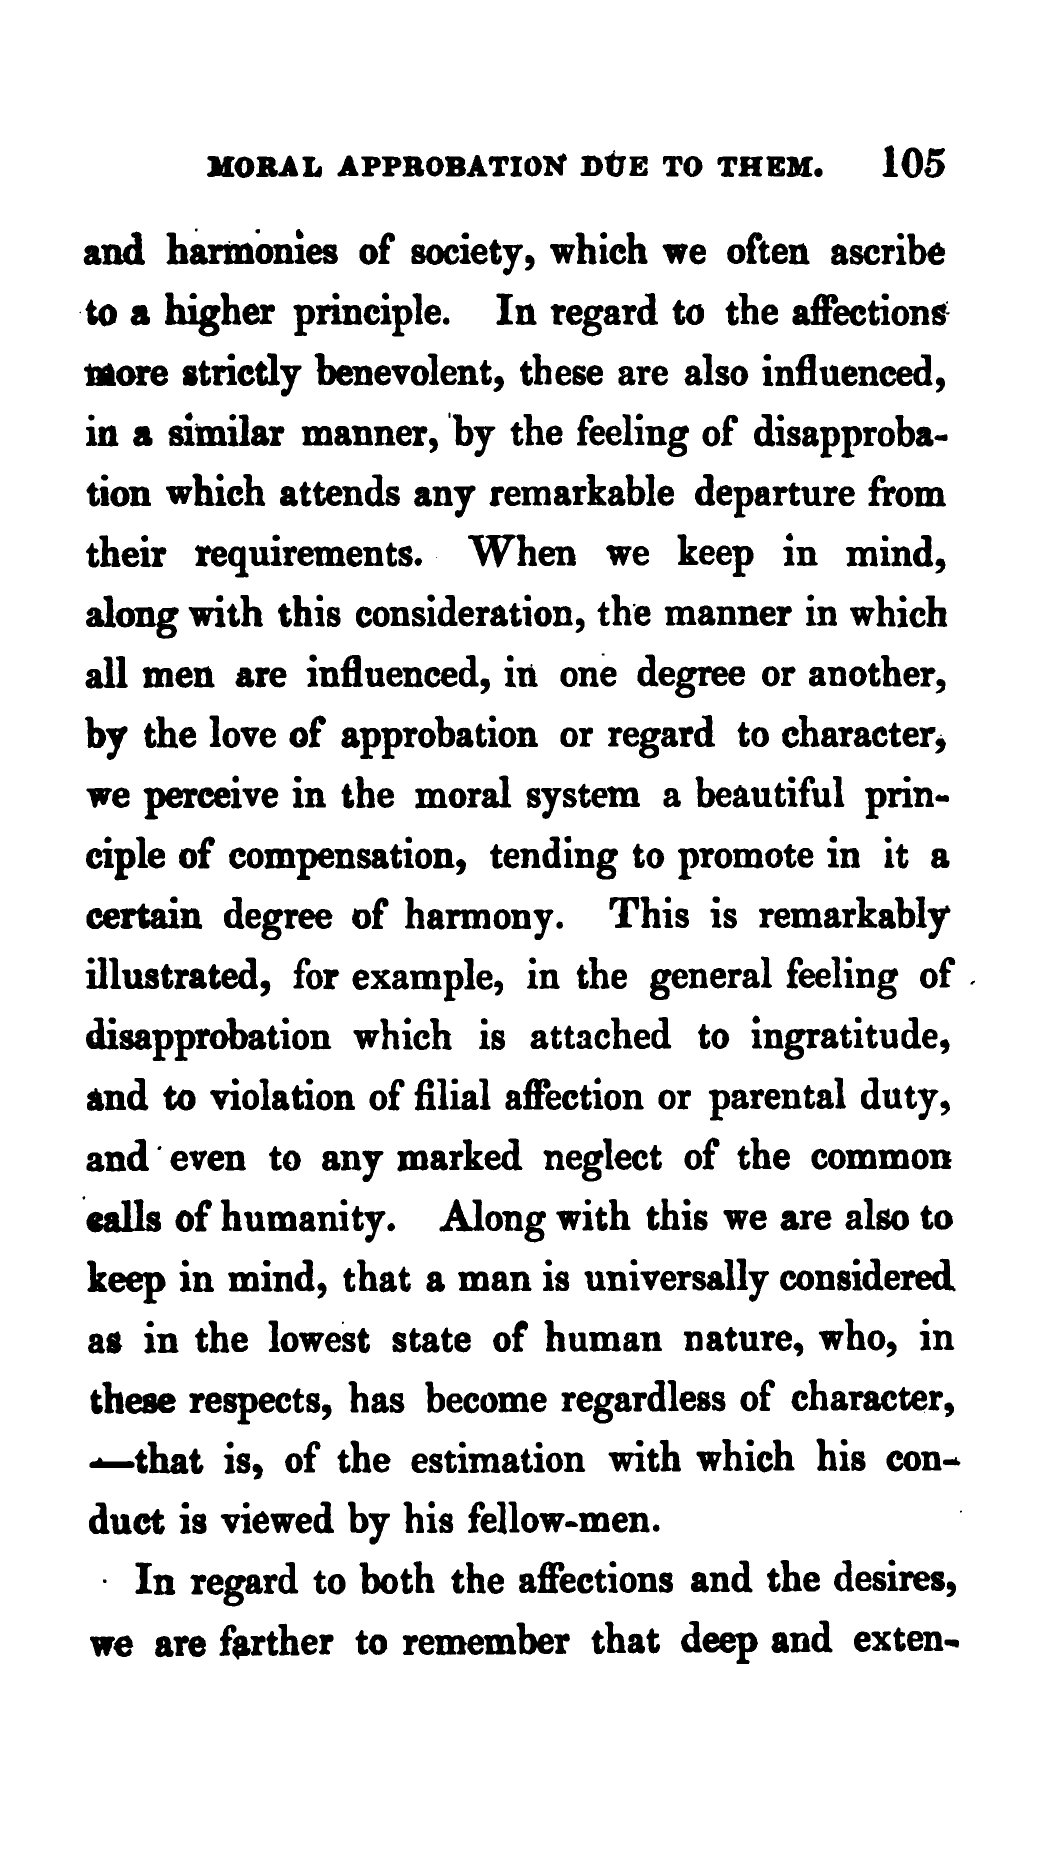 MORAL APPROBATION DUE TO THEM. 105
and harmonies of society, which we often ascribe
to a higher principle. In regard to the affections
more strictly benevolent, these are also influenced,
in a similar manner, by the feeling of disapproba-
tion which attends any remarkable departure from
their requirements. When we keep in mind,
along with this consideration, the manner in which
all men are influenced, in one degree or another,
by the love of approbation or regard to character,
we perceive in the moral system a beautiful prin-
ciple of compensation, tending to promote in it a
certain degree of harmony. This is remarkably
illustrated, for example, in the general feeling of
disapprobation which is attached to ingratitude,
and to violation of filial affection or parental duty,
and even to any marked neglect of the common
calls of humanity. Along with this we are also to
keep in mind, that a man is universally considered
as in the lowest state of human nature, who, in
these respects, has become regardless of character,
—that is, of the estimation with which his con-
duct is viewed by his fellow-men.
In regard to both the affections and the desires,
we are farther to remember that deep and exten-